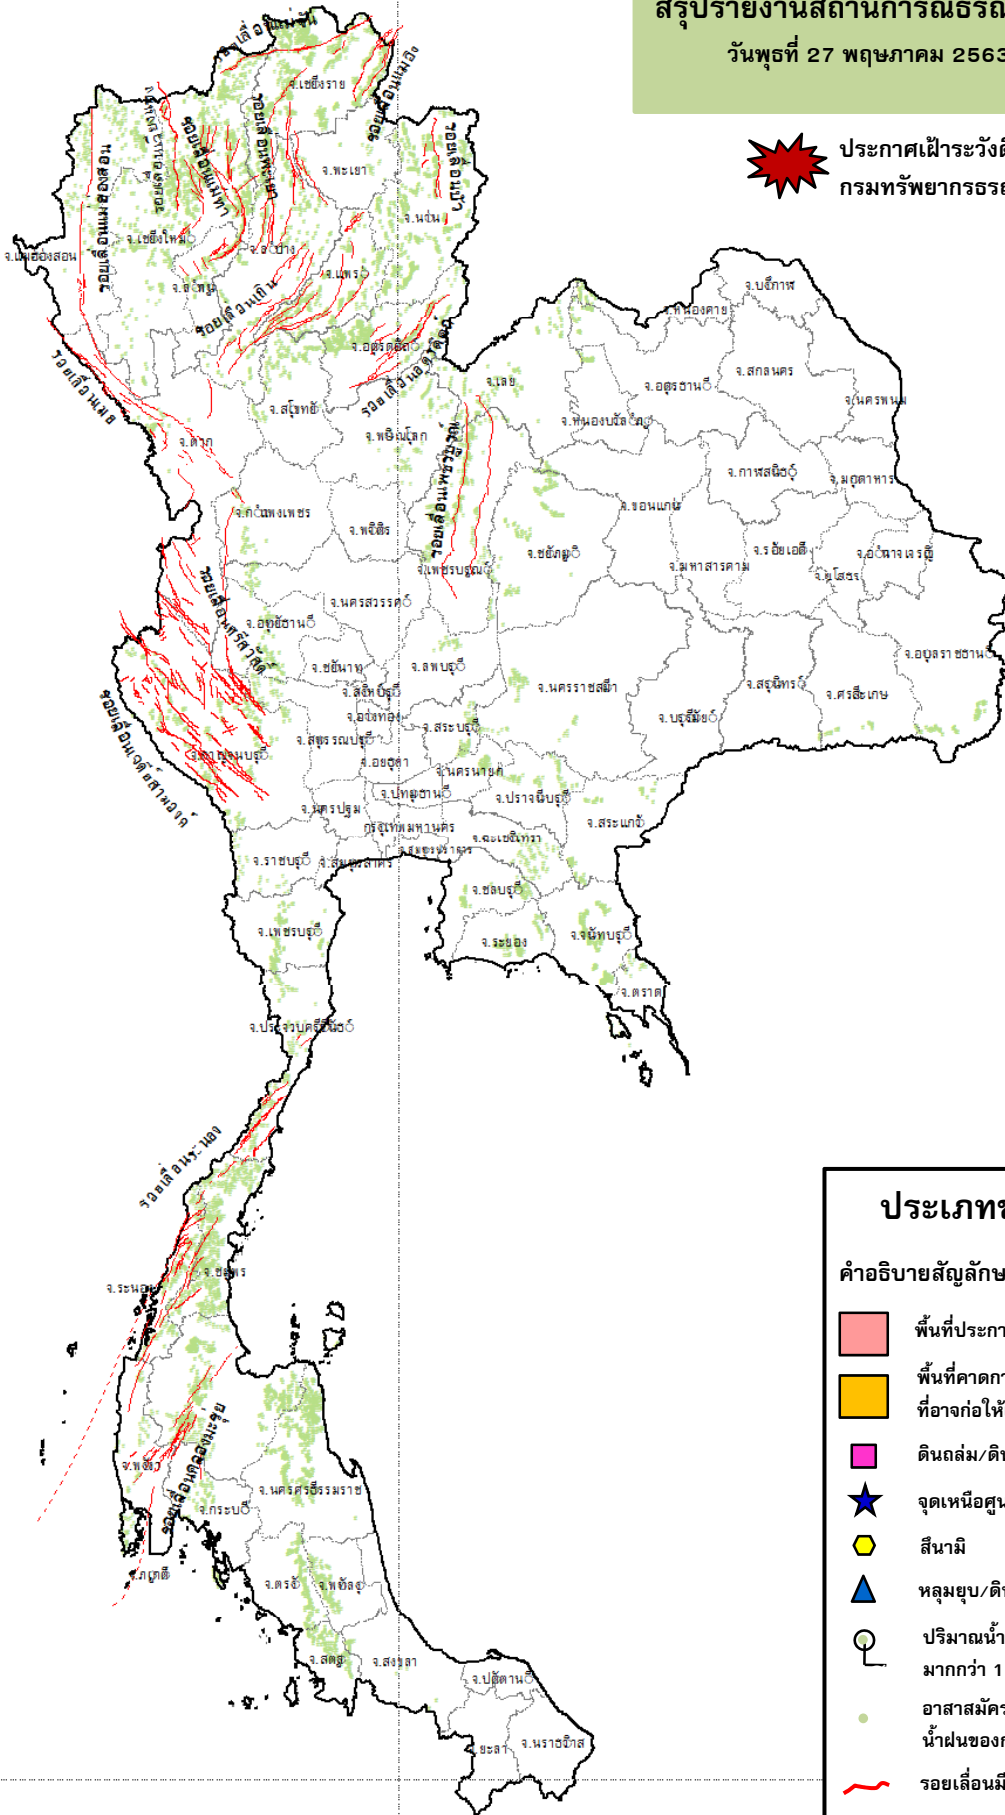 สรุปรายงานสถานการณ์ธรณ
วันพุธที่ 27 พฤษภาคม 2563
ประกาศเฝ้าระวัง
กรมทรัพยากรธรณ
รอยเลื่อนแม่จัน
จ.เชียงราย
รอยเลื่อนแม่อิง
รอยเลื่อนแม่ฮ่องสอน
รอยเลื่อนแม่ทา
รอยเลื่อนพะเยา
รอยเลื่อนปัว
จ.พะเยา
จ.น่าน
จ.เชียงใหม่
จ.แม่ฮ่องสอน
จ.ลำปาง
จ.แพร่
จ.ลำพูน
รอยเลื่อนเถิน
จ.อุตรดิตถ์
รอยเลื่อนอุตรดิตถ์
รอยเลื่อนเมย
จ.บึงกาฬ
จ.หนองคาย
จ.เลย
จ.อุดรธานี
จ.สกลนคร
จ.นครพนม
จ.สุโขทัย
จ.พิษณุโลก
จ.หนองบัวลำภู
จ.ตาก
รอยเลื่อนเพชรบูรณ์
จ.กาฬสินธุ์
จ.มุกดาหาร
จ.กำแพงเพชร
จ.พิจิตร
จ.ขอนแก่น
จ.ชัยภูมิ
จ.ร้อยเอ็ด
จ.อำนาจเจริญ
จ.เพชรบูรณ์
จ.มหาสารคาม
จ.ยโสธร
รอยเลื่อนศรีสวัสดิ์
จ.นครสวรรค์
จ.อุทัยธานี
จ.ชัยนาท
จ.ลพบุรี
จ.อุบลราชธานี
จ.สิงห์บุรี
จ.นครราชสีมา
จ.สุรินทร์
จ.ศรีสะเกษ
จ.อ่างทอง
จ.สระบุรี
จ.บุรีรัมย์
รอยเลื่อนเจดีย์สามองค์
จ.กาญจนบุรี
จ.สุพรรณบุรี
จ.อยุธยา
จ.นครนายก
จ.ปทุมธานี
จ.ปราจีนบุรี
จ.นครปฐม
กรุงเทพมหานคร
จ.ฉะเชิงเทรา
จ.สระแก้ว
จ.สมุทรปราการ
จ.ราชบุรี
จ.สมุทรสาคร
จ.ชลบุรี
จ.เพชรบุรี
จ.ระยอง
จ.จันทบุรี
จ.ตราด
จ.ประจวบคีรีขันธ์
รอยเลื่อนระนอง
จ.ชุมพร
จ.ระนอง
รอยเลื่อนคลองมะรุ่ย
จ.พังงา
จ.นครศรีธรรมราช
จ.กระบี่
จ.ภูเก็ต
จ.ตรัง
จ.พัทลุง
จ.สตูล
จ.สงขลา
จ.ปัตตานี
จ.ยะลา
จ.นราธิวาส
ประเภท
คำอธิบายสัญลักษ
พื้นที่ประกา
พื้นที่คาดกา
ที่อาจก่อให้
ดินถล่ม/ดิน
จุดเหนือศูน
สึนามิ
หลุมยุบ/ดิน
ปริมาณน้ำ
มากกว่า 1
อาสาสมัคร
น้ำฝนของก
รอยเลื่อนมี